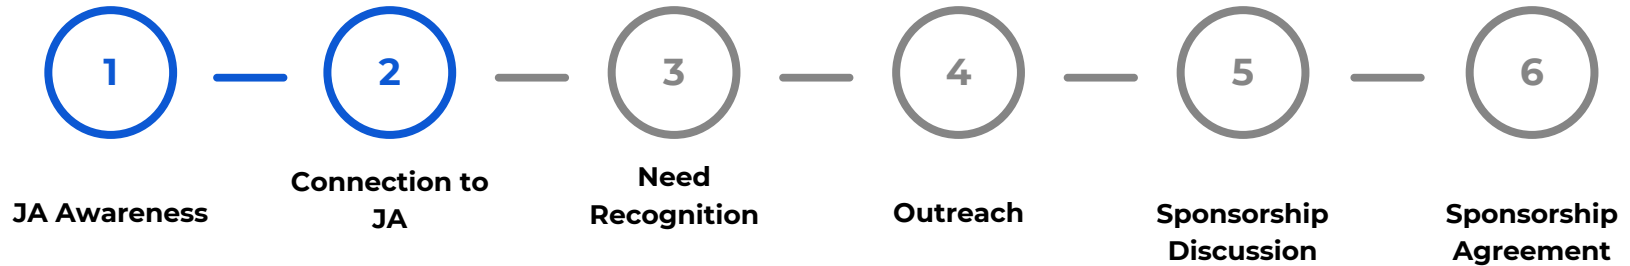 1
2
3
4
5
6
JA Awareness
Connection to
JA
Need
Recognition
Outreach
Sponsorship
Discussion
Sponsorship
Agreement